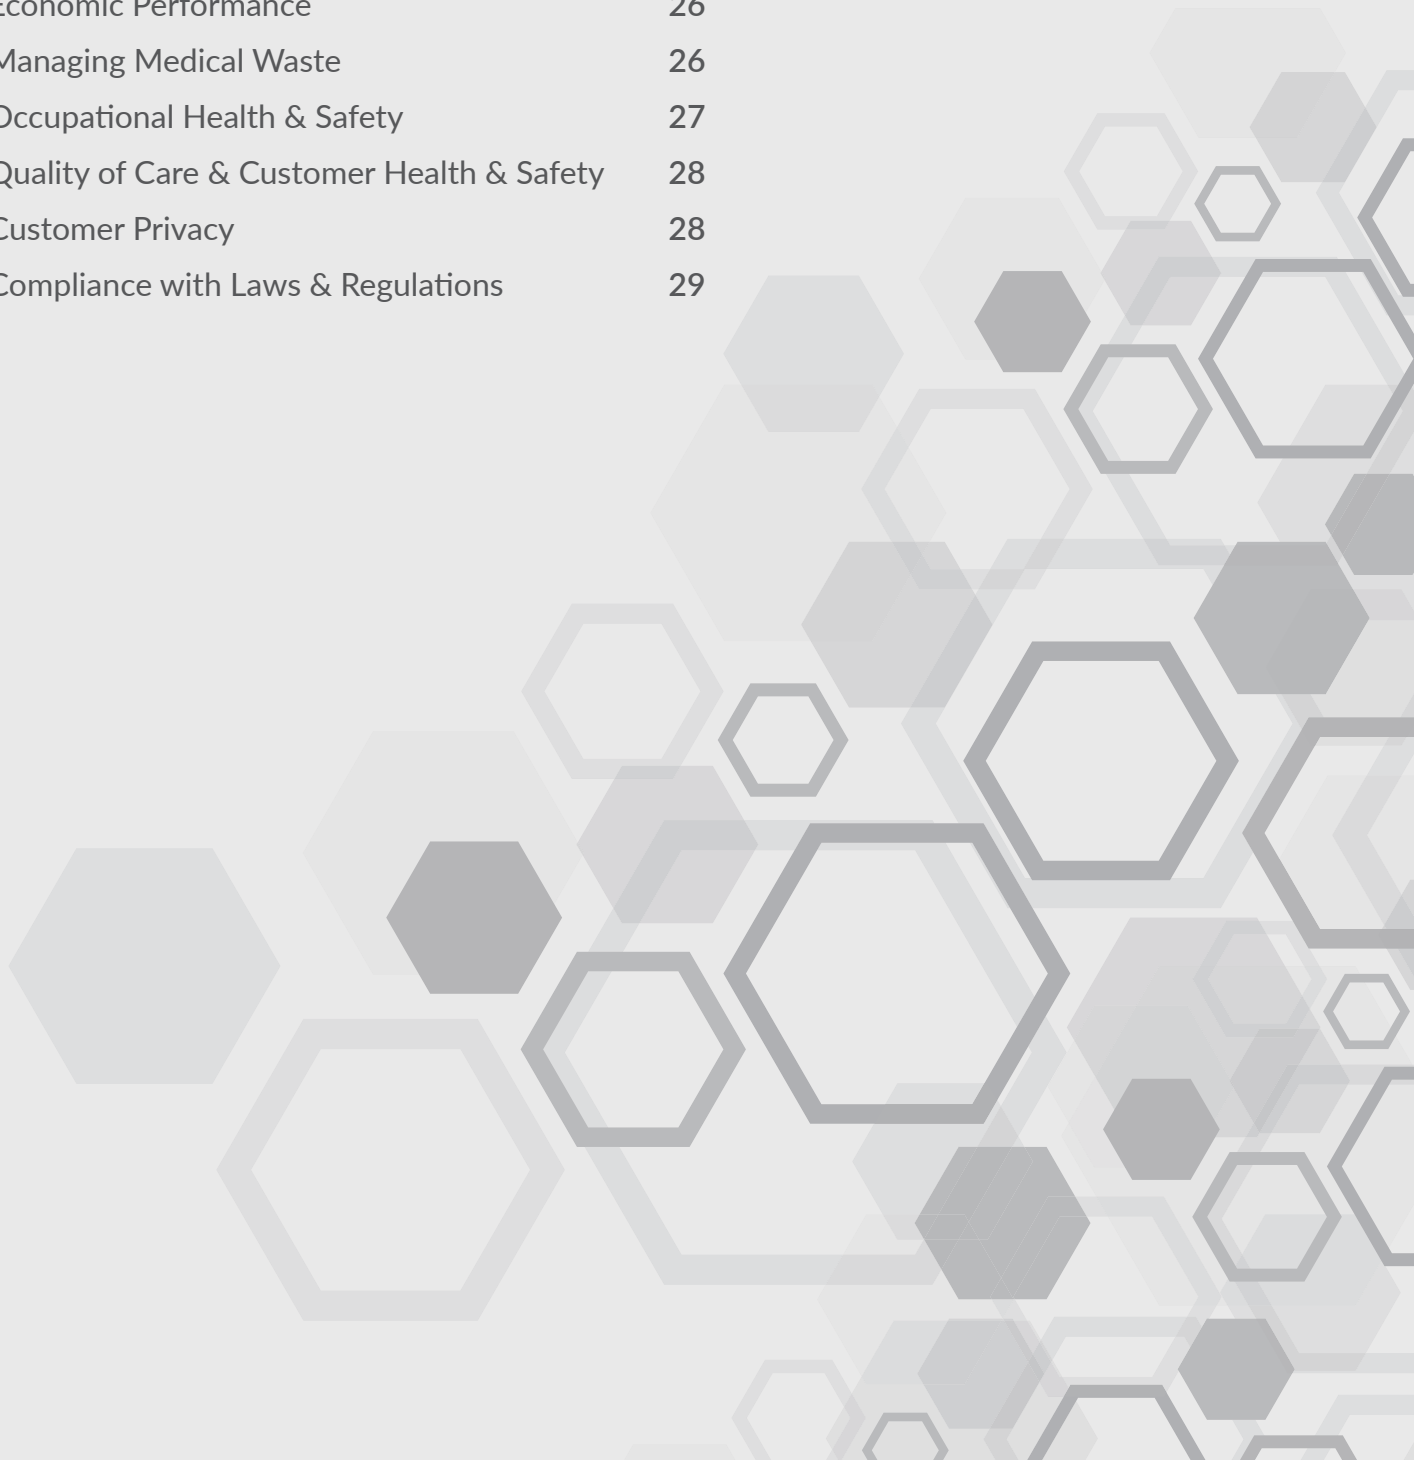 Economic Performance 26
Managing Medical Waste 26
Occupational Health & Safety 27
Quality of Care & Customer Health & Safety 28
Customer Privacy 28
Compliance with Laws & Regulations 29